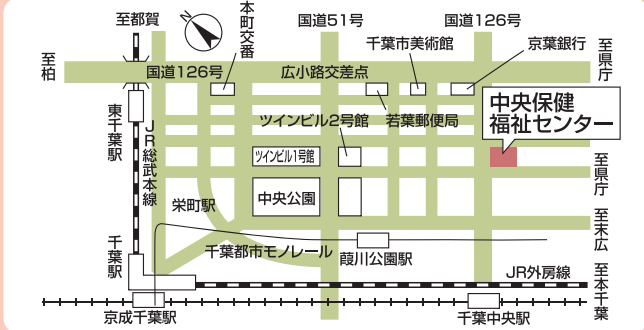 至都賀
N
本町交番
国道51号
国道126号
千葉市美術館
京葉銀行
至柏
国道126号
広小路交差点
至県庁
中央保健
福祉センター
東千葉駅
JR総武本線
ツインビル2号館
若葉郵便局
ツインビル1号館
至県庁
中央公園
栄町駅
至末広
千葉駅
千葉都市モノレール
葭川公園駅
JR外房線
至本千葉
京成千葉駅
千葉中央駅